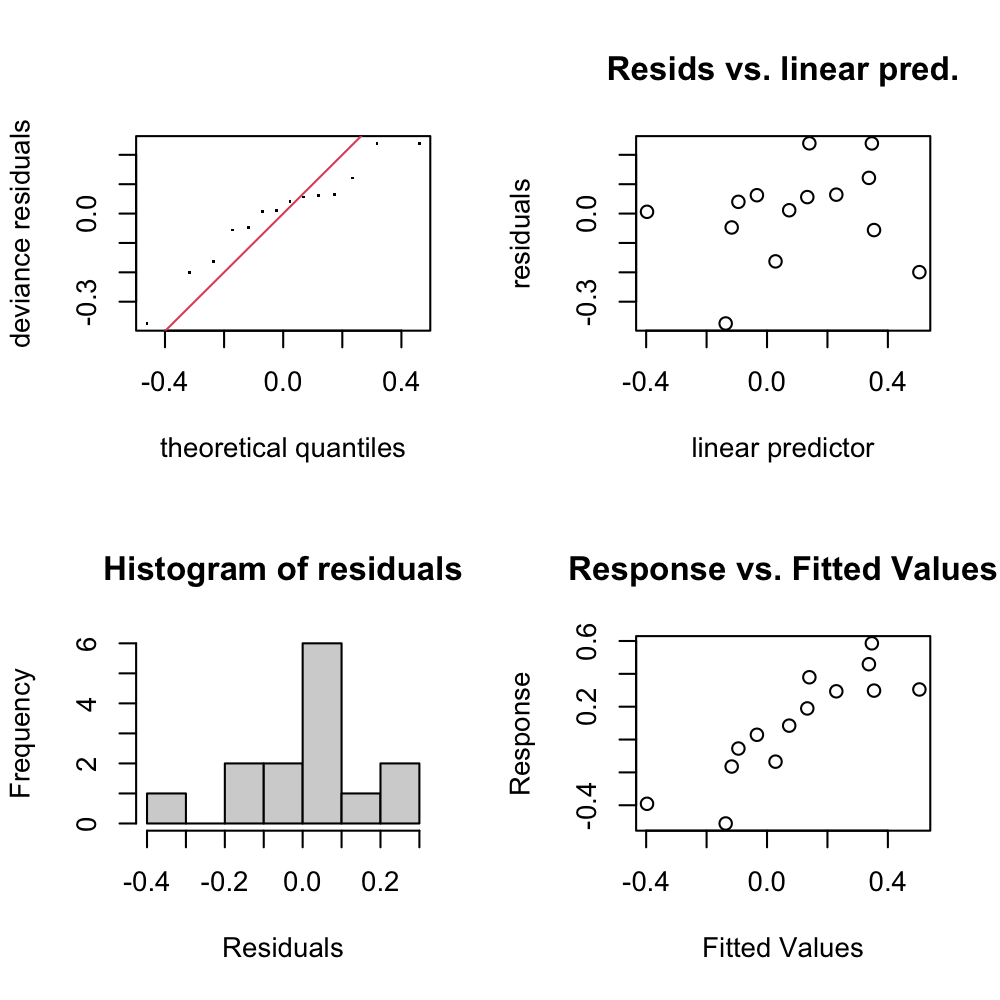 deviance residuals
0.0
-0.3
-0.4 0.0 0.4
theoretical quantiles
Resids vs. linear pred.
residuals
0.0
-0.3
-0.4 0.0 0.4
linear predictor
Histogram of residuals
Frequency
6
4
2
0
-0.4 -0.2 0.0 0.2
Residuals
Response vs. Fitted Values
Response
0.6
0.2
-0.4
-0.4 0.0 0.4
Fitted Values